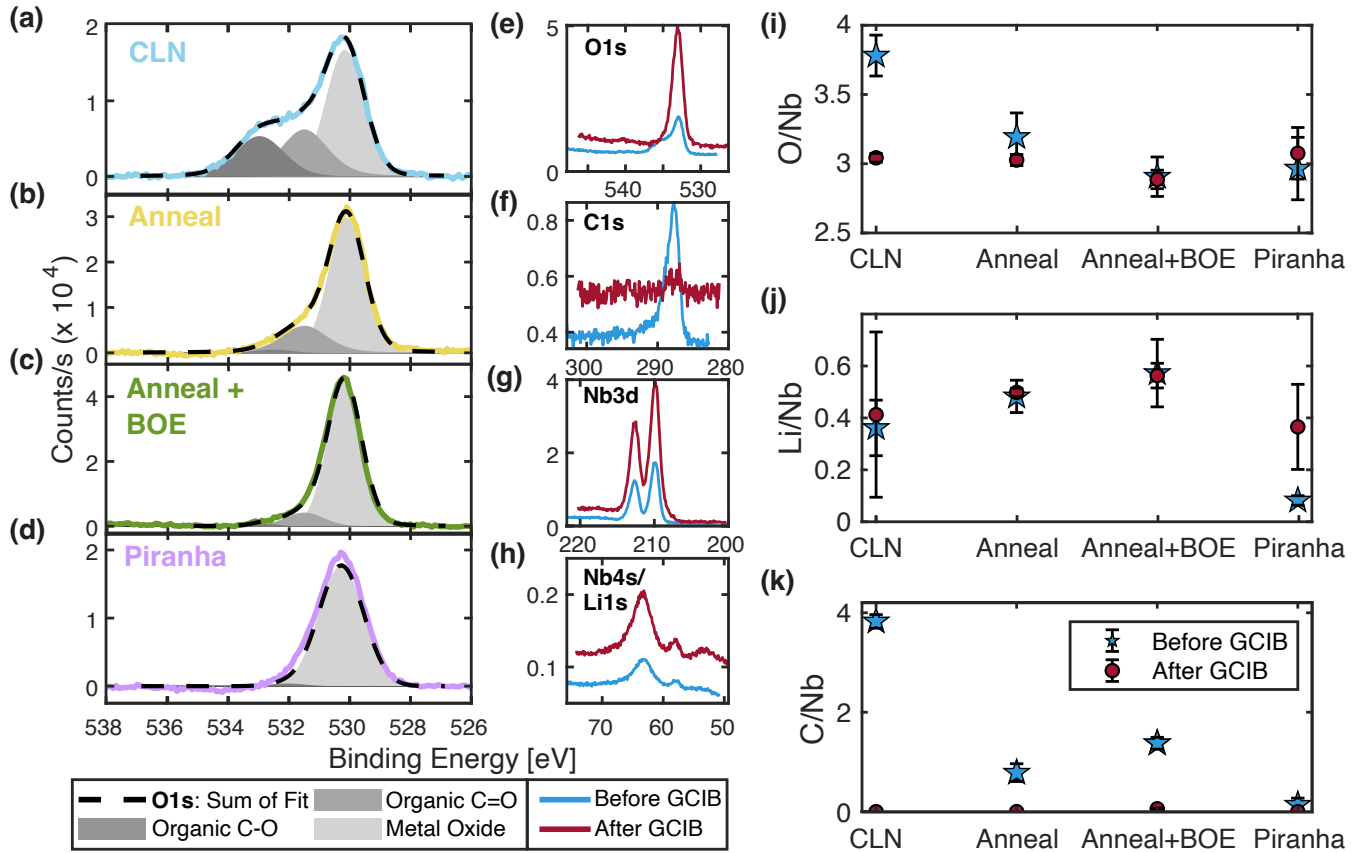 (a)
CLN
2
1
0
(b)
Anneal
3
2
1
0
(c)
Anneal +
BOE
4
2
0
(d)
Piranha
2
1
0
538 536 534 532 530 528 526
Counts/s (x 10⁴)
Binding Energy [eV]
(e)
O1s
5
0
540 530
(f)
C1s
0.8
0.6
0.4
300 290 280
(g)
Nb3d
4
2
0
220 210 200
(h)
Nb4s/
Li1s
0.2
0.1
70 60 50
O1s: Sum of Fit
Organic C=O
Before GCIB
Organic C-O
Metal Oxide
After GCIB
(i)
O/Nb
4
3.5
3
2.5
CLN Anneal Anneal+BOE Piranha
(j)
Li/Nb
0.6
0.4
0.2
0
CLN Anneal Anneal+BOE Piranha
(k)
C/Nb
4
2
0
Before GCIB
After GCIB
CLN Anneal Anneal+BOE Piranha